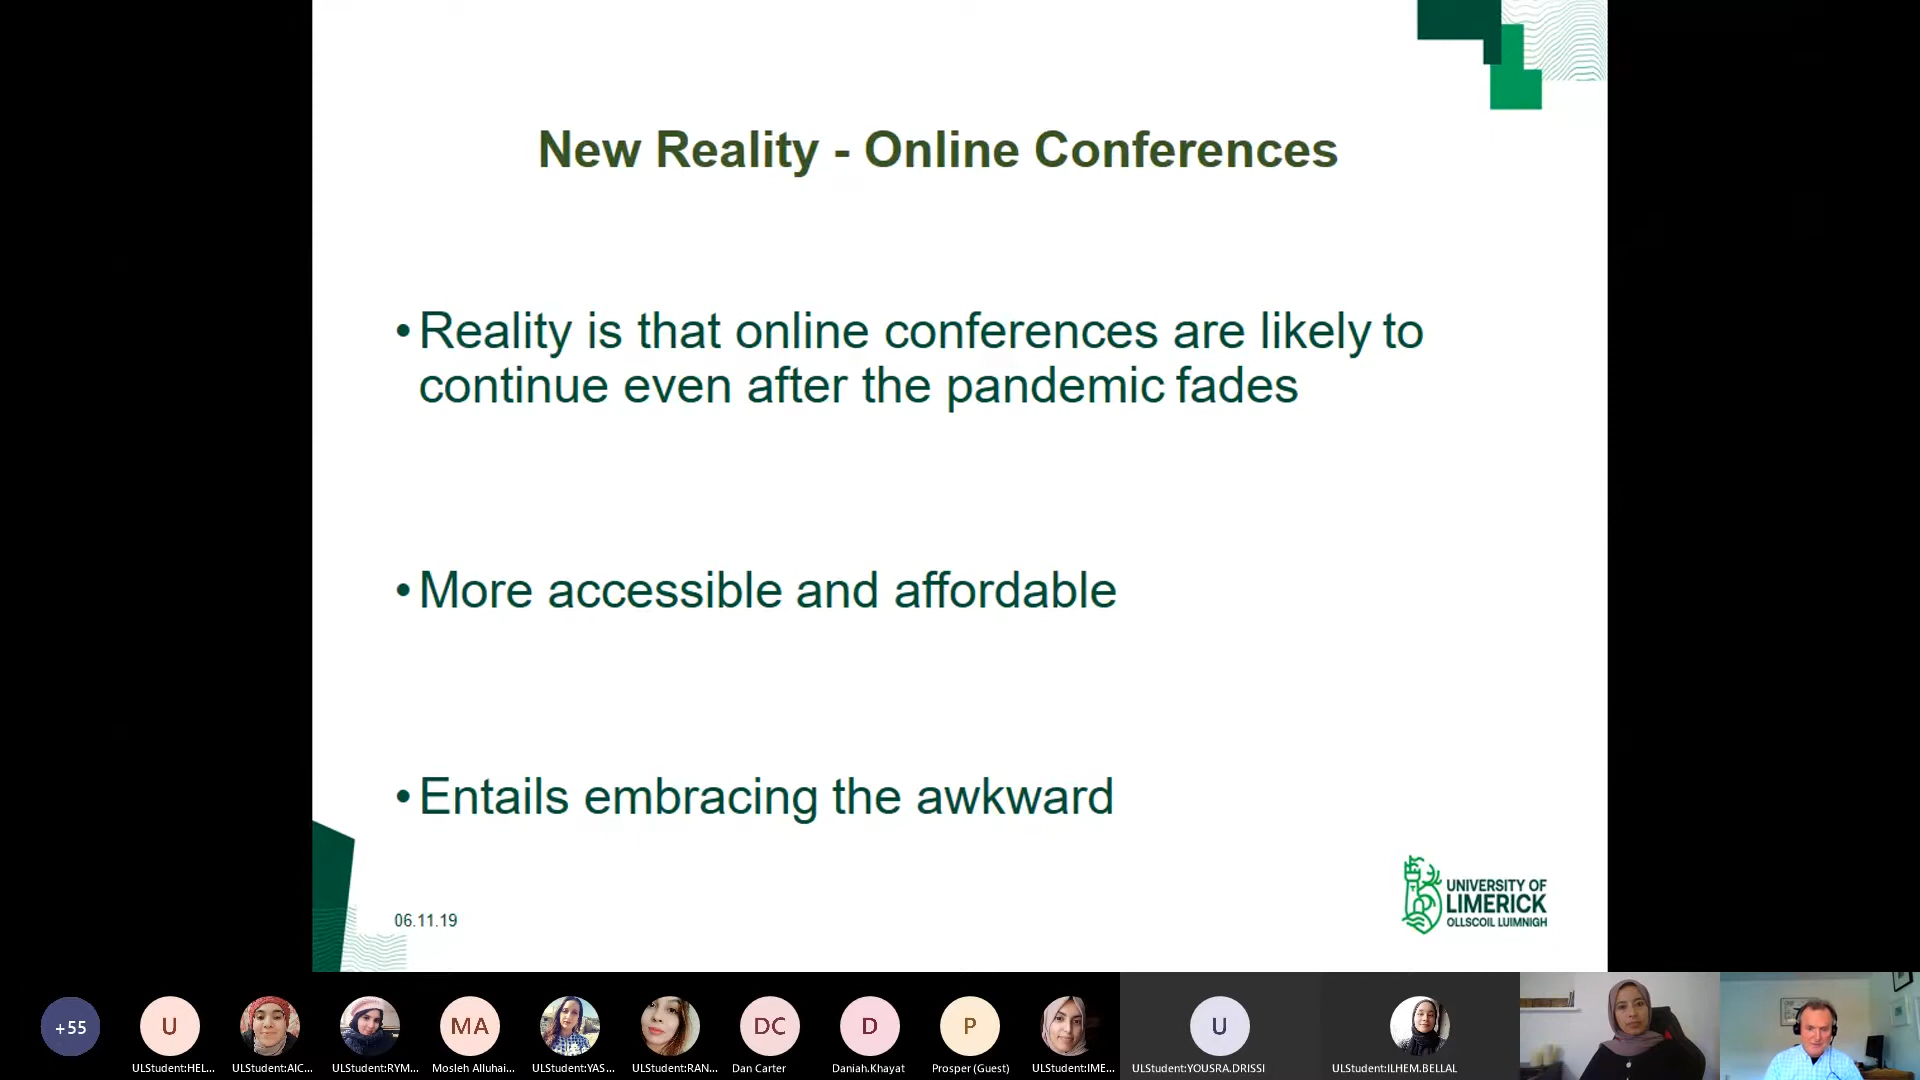 New Reality - Online Conferences
•Reality is that online conferences are likely to
continue even after the pandemic fades
•More accessible and affordable
•Entails embracing the awkward
06.11.19
UNIVERSITY OF
LIMERICK
OLLSCOIL LUIMNIGH
+55
U
MA
DC
D
P
U
ULStudent:HEL...
ULStudent:AIC...
ULStudent:RYM...
Mosleh Alluhai...
ULStudent:YAS...
ULStudent:RAN...
Dan Carter
Daniah.Khayat
Prosper (Guest)
ULStudent:IME...
ULStudent:YOUSRA.DRISSI
ULStudent:ILHEM.BELLAL